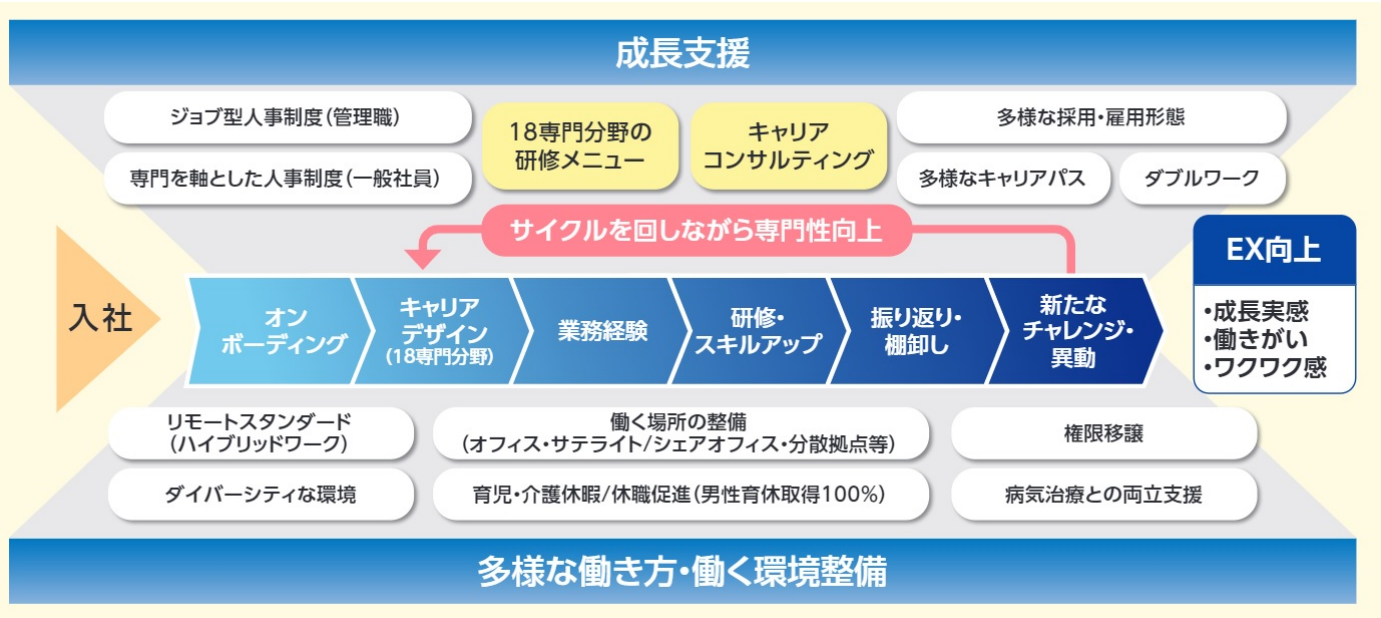 成長支援
ジョブ型人事制度(管理職)
専門を軸とした人事制度(一般社員)
18専門分野の
研修メニュー
キャリア
コンサルティング
多様な採用・雇用形態
多様なキャリアパス
ダブルワーク
サイクルを回しながら専門性向上
入社
オン
ボーディング
キャリア
デザイン
(18専門分野)
業務経験
研修・
スキルアップ
振り返り・
棚卸し
新たな
チャレンジ・
異動
EX向上
・成長実感
・働きがい
・ワクワク感
リモートスタンダード
(ハイブリッドワーク)
ダイバーシティな環境
働く場所の整備
(オフィス・サテライト/シェアオフィス・分散拠点等)
育児・介護休暇/休職促進(男性育休取得100%)
権限移譲
病気治療との両立支援
多様な働き方・働く環境整備